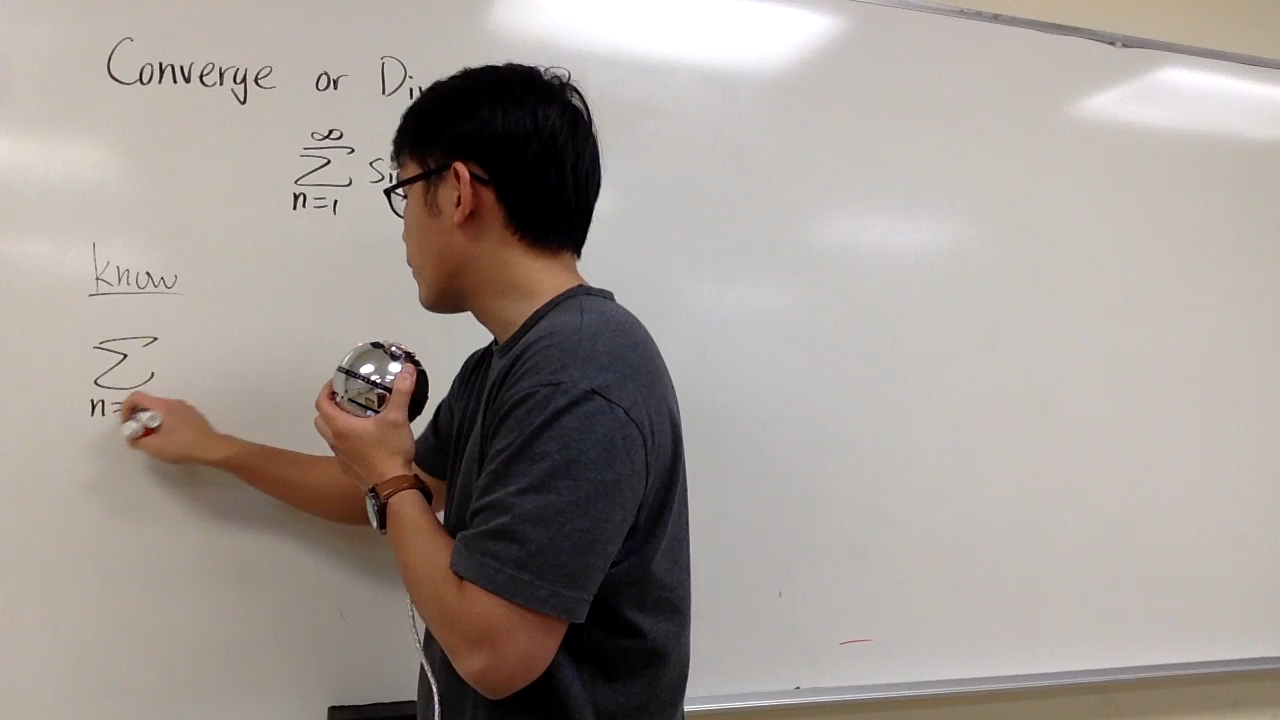 Converge or Di
∞
∑ si
n=1
know
∑
n=